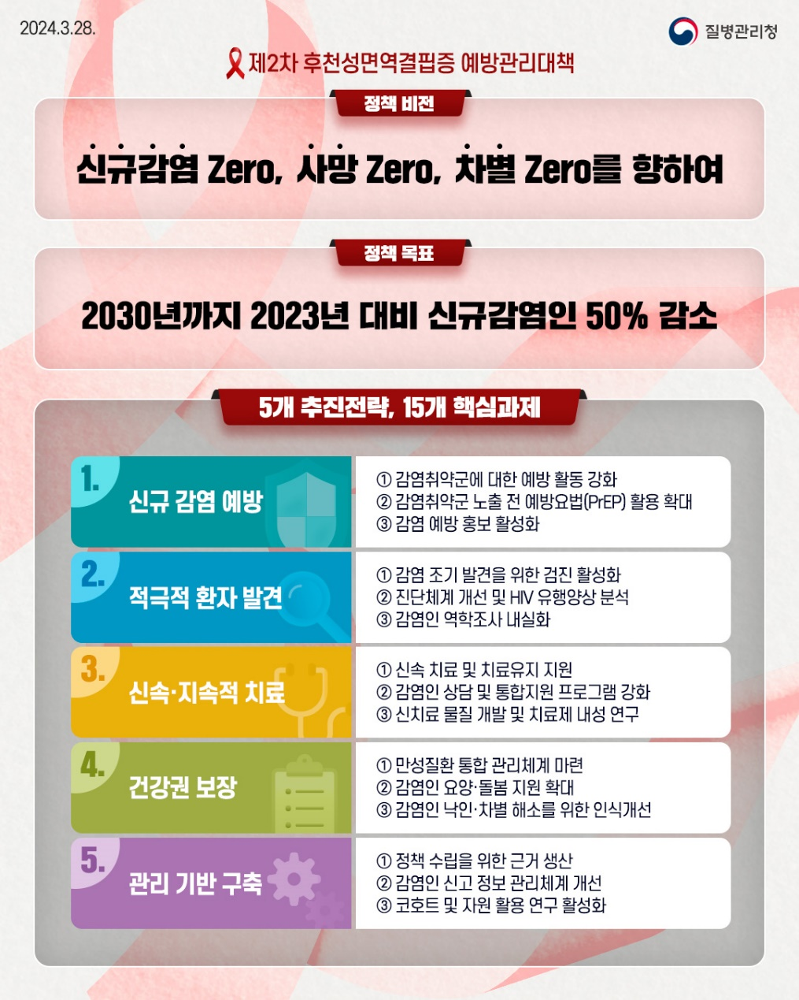 2024.3.28.
질병관리청
제2차 후천성면역결핍증 예방관리대책
정책 비전
신규감염 Zero, 사망 Zero, 차별 Zero를 향하여
정책 목표
2030년까지 2023년 대비 신규감염인 50% 감소
5개 추진전략, 15개 핵심과제
1.
신규 감염 예방
① 감염취약군에 대한 예방 활동 강화
② 감염취약군 노출 전 예방요법(PrEP) 활용 확대
③ 감염 예방 홍보 활성화
2.
적극적 환자 발견
① 감염 조기 발견을 위한 검진 활성화
② 진단체계 개선 및 HIV 유행양상 분석
③ 감염인 역학조사 내실화
3.
신속·지속적 치료
① 신속 치료 및 치료유지 지원
② 감염인 상담 및 통합지원 프로그램 강화
③ 신치료 물질 개발 및 치료제 내성 연구
4.
건강권 보장
① 만성질환 통합 관리체계 마련
② 감염인 요양·돌봄 지원 확대
③ 감염인 낙인·차별 해소를 위한 인식개선
5.
관리 기반 구축
① 정책 수립을 위한 근거 생산
② 감염인 신고 정보 관리체계 개선
③ 코호트 및 자원 활용 연구 활성화